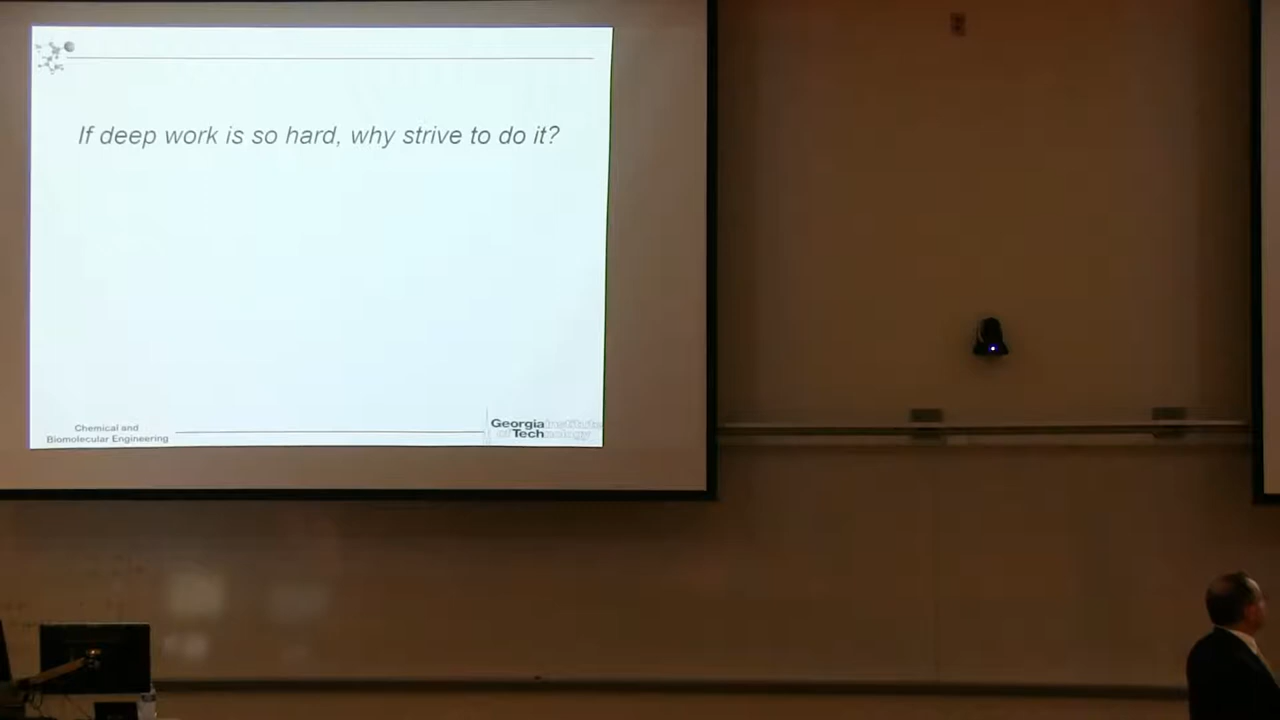 If deep work is so hard, why strive to do it?
Chemical and
Biomolecular Engineering
Georgia Institute
of Technology